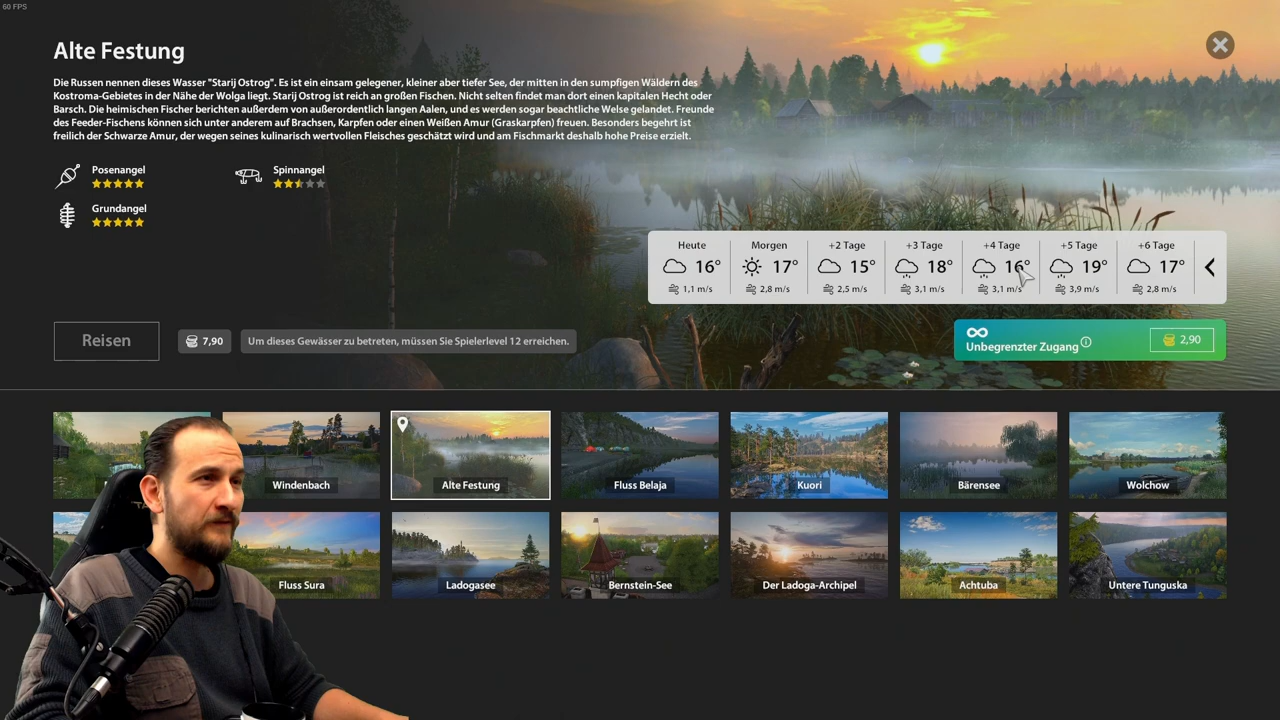 60 FPS
Alte Festung
Die Russen nennen dieses Wasser "Starij Ostrog". Es ist ein einsam gelegener, kleiner aber tiefer See, der mitten in den sumpfigen Wäldern des
Kostroma-Gebietes in der Nähe der Wolga liegt. Starij Ostrog ist reich an großen Fischen. Nicht selten findet man dort einen kapitalen Hecht oder
Barsch. Die heimischen Fischer berichten außerdem von außerordentlich langen Aalen, und es werden sogar beachtliche Welse gelandet. Freunde
des Feeder-Fischens können sich unter anderem auf Brachsen, Karpfen oder einen Weißen Amur (Graskarpfen) freuen. Besonders begehrt ist
freilich der Schwarze Amur, der wegen seines kulinarisch wertvollen Fleisches geschätzt wird und am Fischmarkt deshalb hohe Preise erzielt.
Posenangel
Spinnangel
Grundangel
Heute Morgen +2 Tage +3 Tage +4 Tage +5 Tage +6 Tage
16° 17° 15° 18° 16° 19° 17°
1,1 m/s 2,8 m/s 2,5 m/s 3,1 m/s 3,1 m/s 3,9 m/s 2,8 m/s
Reisen
7,90
Um dieses Gewässer zu betreten, müssen Sie Spielerlevel 12 erreichen.
Unbegrenzter Zugang
2,90
Windenbach
Alte Festung
Fluss Belaja
Kuori
Bärensee
Wolchow
Fluss Sura
Ladogasee
Bernstein-See
Der Ladoga-Archipel
Achtuba
Untere Tunguska